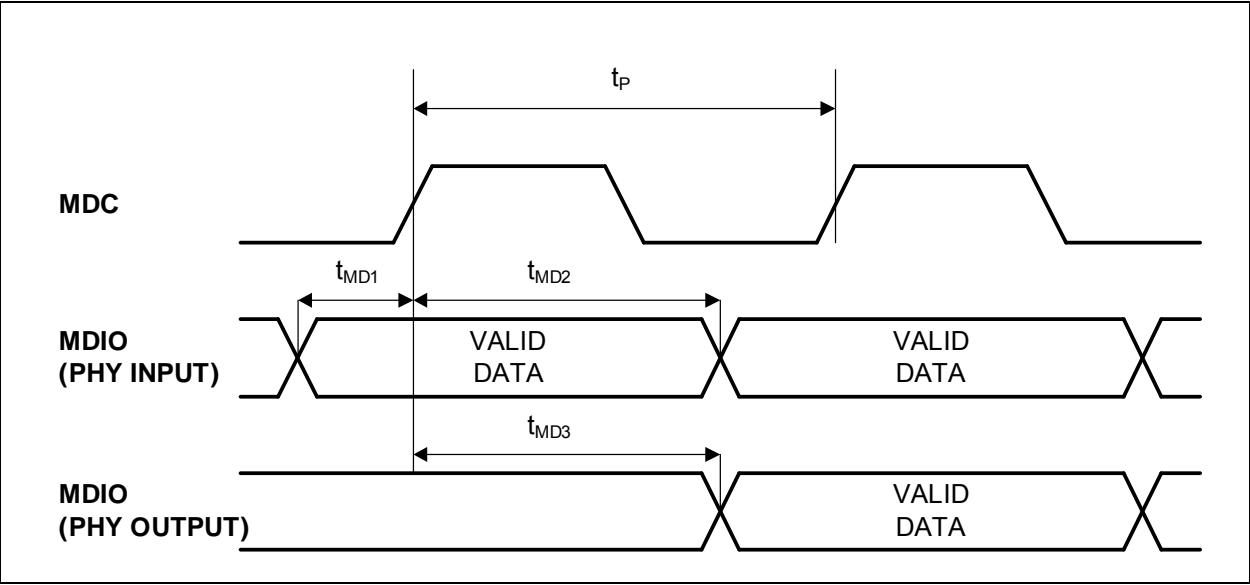 tP
MDC
tMD1
tMD2
MDIO
(PHY INPUT)
VALID
DATA
VALID
DATA
tMD3
MDIO
(PHY OUTPUT)
VALID
DATA